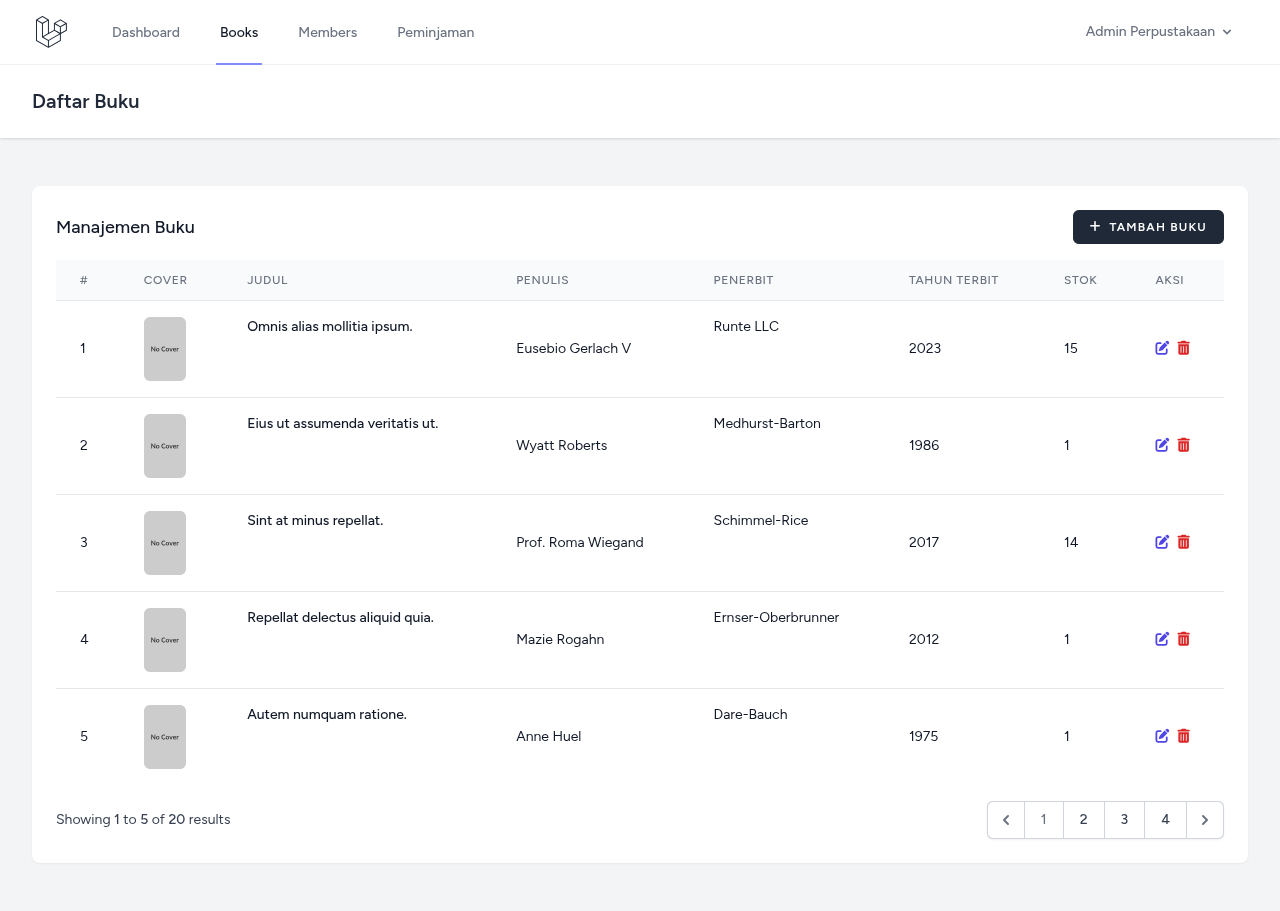 Dashboard Books Members Peminjaman Admin Perpustakaan
Daftar Buku
Manajemen Buku + TAMBAH BUKU
# COVER JUDUL PENULIS PENERBIT TAHUN TERBIT STOK AKSI
1 No Cover Omnis alias mollitia ipsum. Eusebio Gerlach V Runte LLC 2023 15
2 No Cover Eius ut assumenda veritatis ut. Wyatt Roberts Medhurst-Barton 1986 1
3 No Cover Sint at minus repellat. Prof. Roma Wiegand Schimmel-Rice 2017 14
4 No Cover Repellat delectus aliquid quia. Mazie Rogahn Ernser-Oberbrunner 2012 1
5 No Cover Autem numquam ratione. Anne Huel Dare-Bauch 1975 1
Showing 1 to 5 of 20 results 1 2 3 4